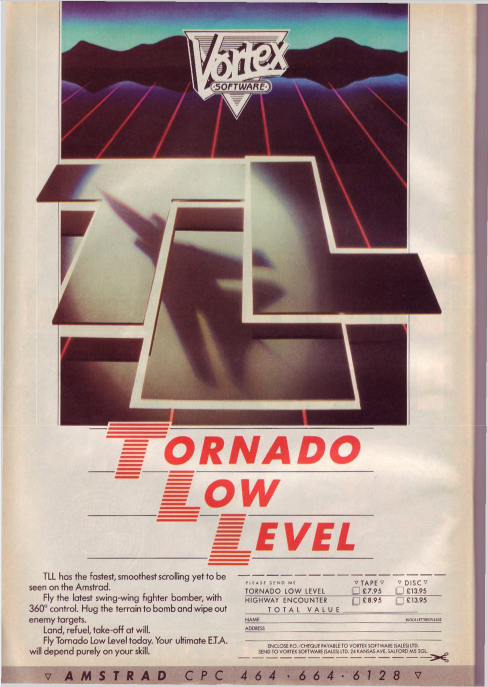 Vortex
SOFTWARE
TLL
TORNADO
LOW
LEVEL
TLL has the fastest, smoothest scrolling yet to be
seen on the Amstrad.
Fly the latest swing-wing fighter bomber, with
360° control. Hug the terrain to bomb and wipe out
enemy targets.
Land, refuel, take-off at will.
Fly Tornado Low Level today. Your ultimate E.T.A.
will depend purely on your skill.
PLEASE SEND ME TAPE DISC
TORNADO LOW LEVEL £7.95 £13.95
HIGHWAY ENCOUNTER £8.95 £13.95
TOTAL VALUE
NAME BLOCK LETTERS PLEASE
ADDRESS
ENCLOSE P.O./CHEQUE PAYABLE TO VORTEX SOFTWARE (SALES) LTD.
SEND TO VORTEX SOFTWARE (SALES) LTD. 24 KANSAS AVE. SALFORD M5 2GL.
AMSTRAD CPC 464·664·6128